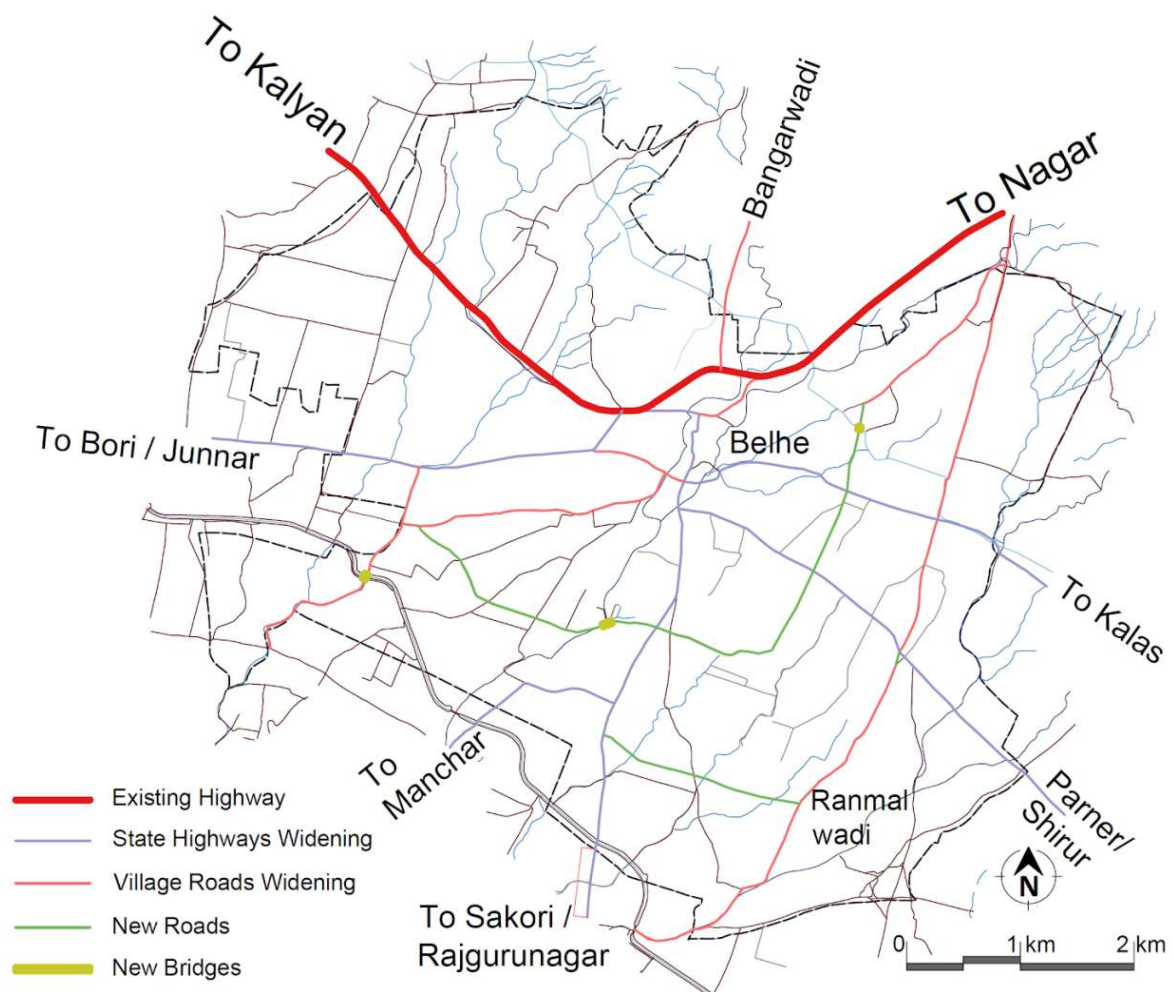 To Kalyan
Bangarwadi
To Nagar
To Bori / Junnar
Belhe
To Kalas
To
Manchar
Ranmal
wadi
Parner/
Shirur
To Sakori /
Rajgurunagar
Existing Highway
State Highways Widening
Village Roads Widening
New Roads
New Bridges
N
0 1 km 2 km